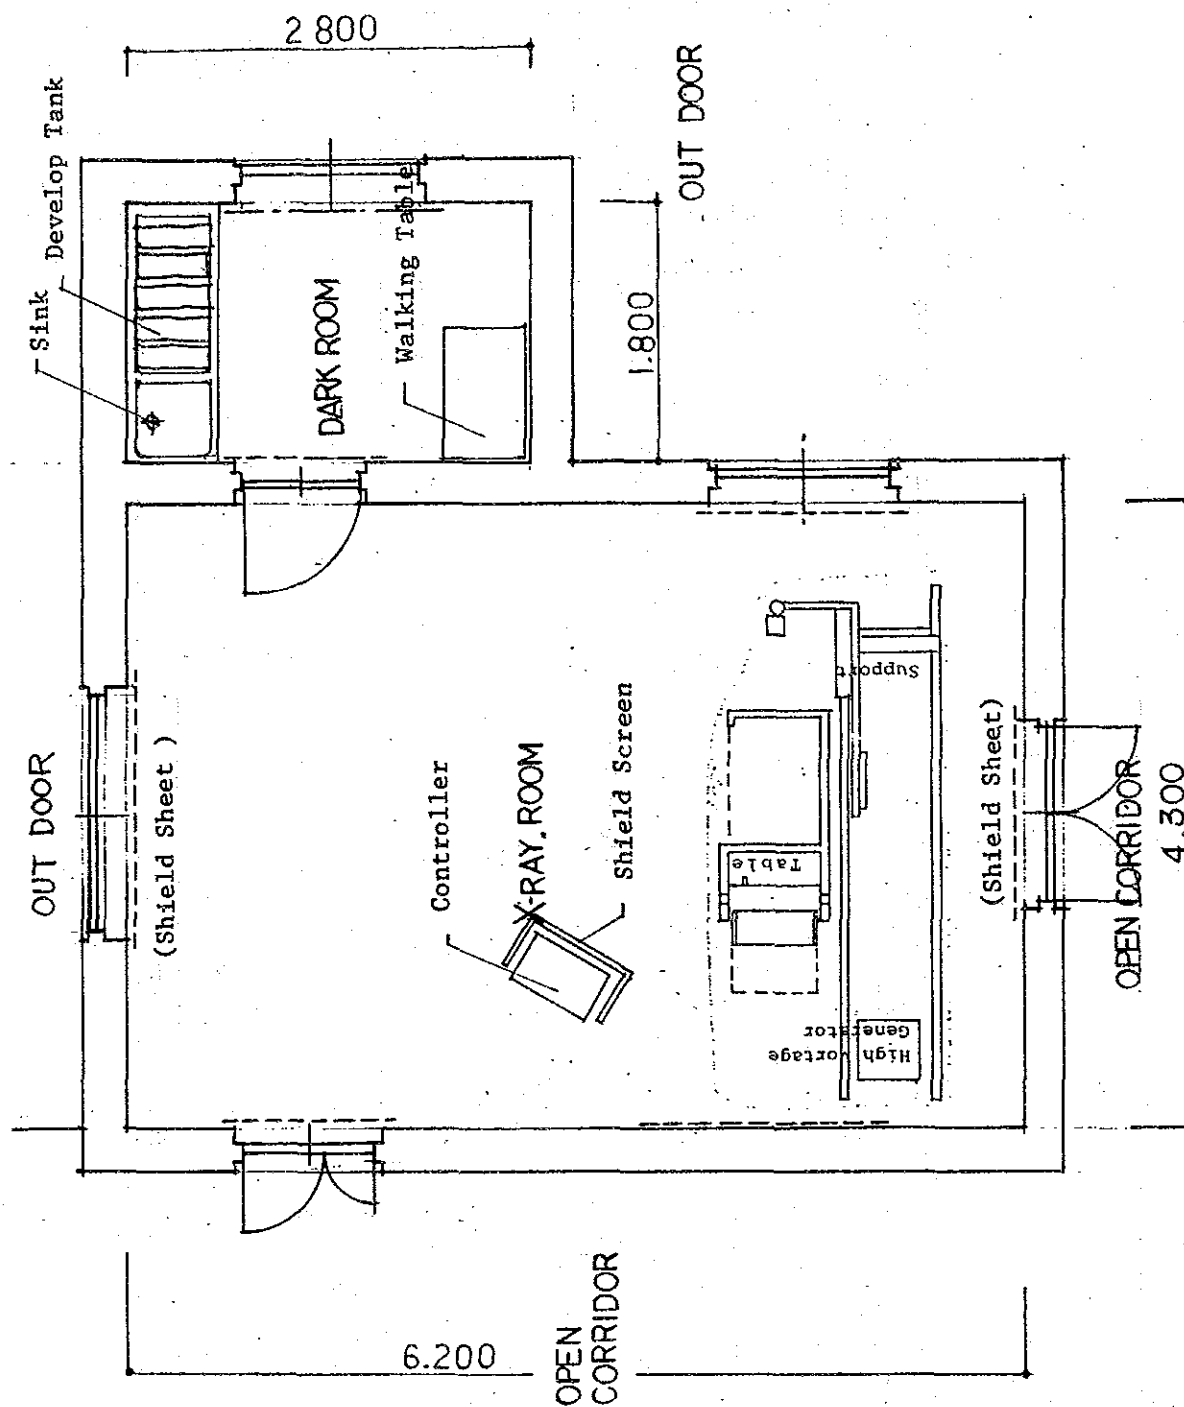 2 800
Sink
Develop Tank
OUT DOOR
DARK ROOM
Walking Table
1.800
OUT DOOR
(Shield Sheet )
Controller
X-RAY, ROOM
Shield Screen
Support
Table
High Vortage
Generator
(Shield Sheet)
OPEN CORRIDOR
4.300
6.200
OPEN
CORRIDOR